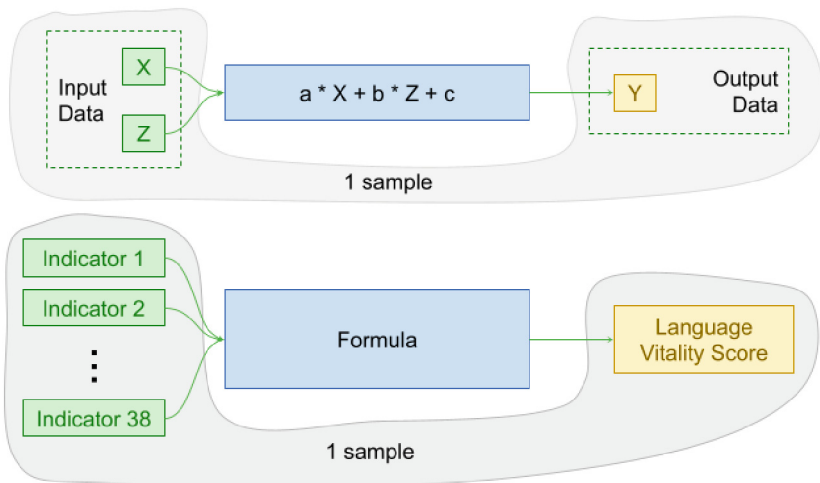 Input
Data
X
Z
a * X + b * Z + c
Y
Output
Data
1 sample
Indicator 1
Indicator 2
Indicator 38
Formula
Language
Vitality Score
1 sample